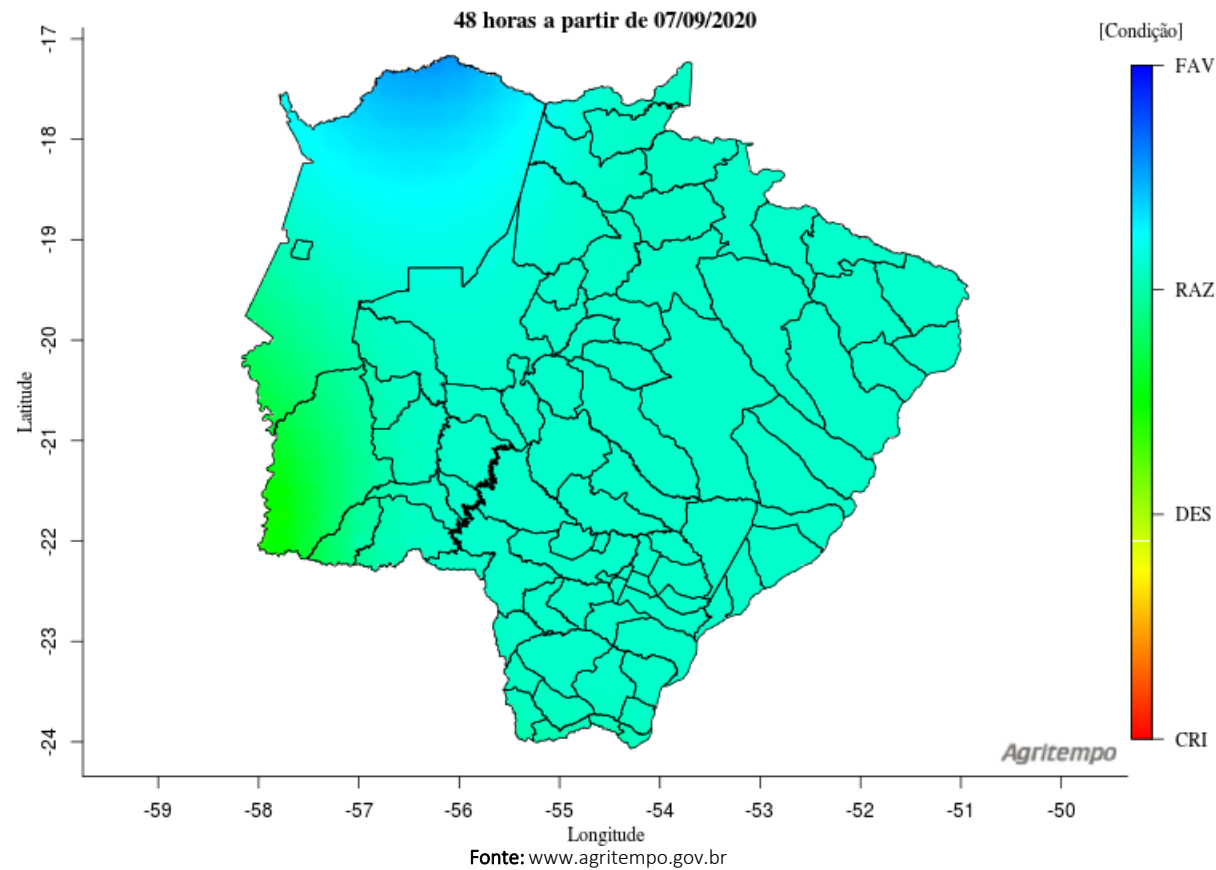 48 horas a partir de 07/09/2020
[Condição]
FAV
RAZ
DES
CRI
Latitude
-17
-18
-19
-20
-21
-22
-23
-24
Agritempo
-59 -58 -57 -56 -55 -54 -53 -52 -51 -50
Longitude
Fonte: www.agritempo.gov.br